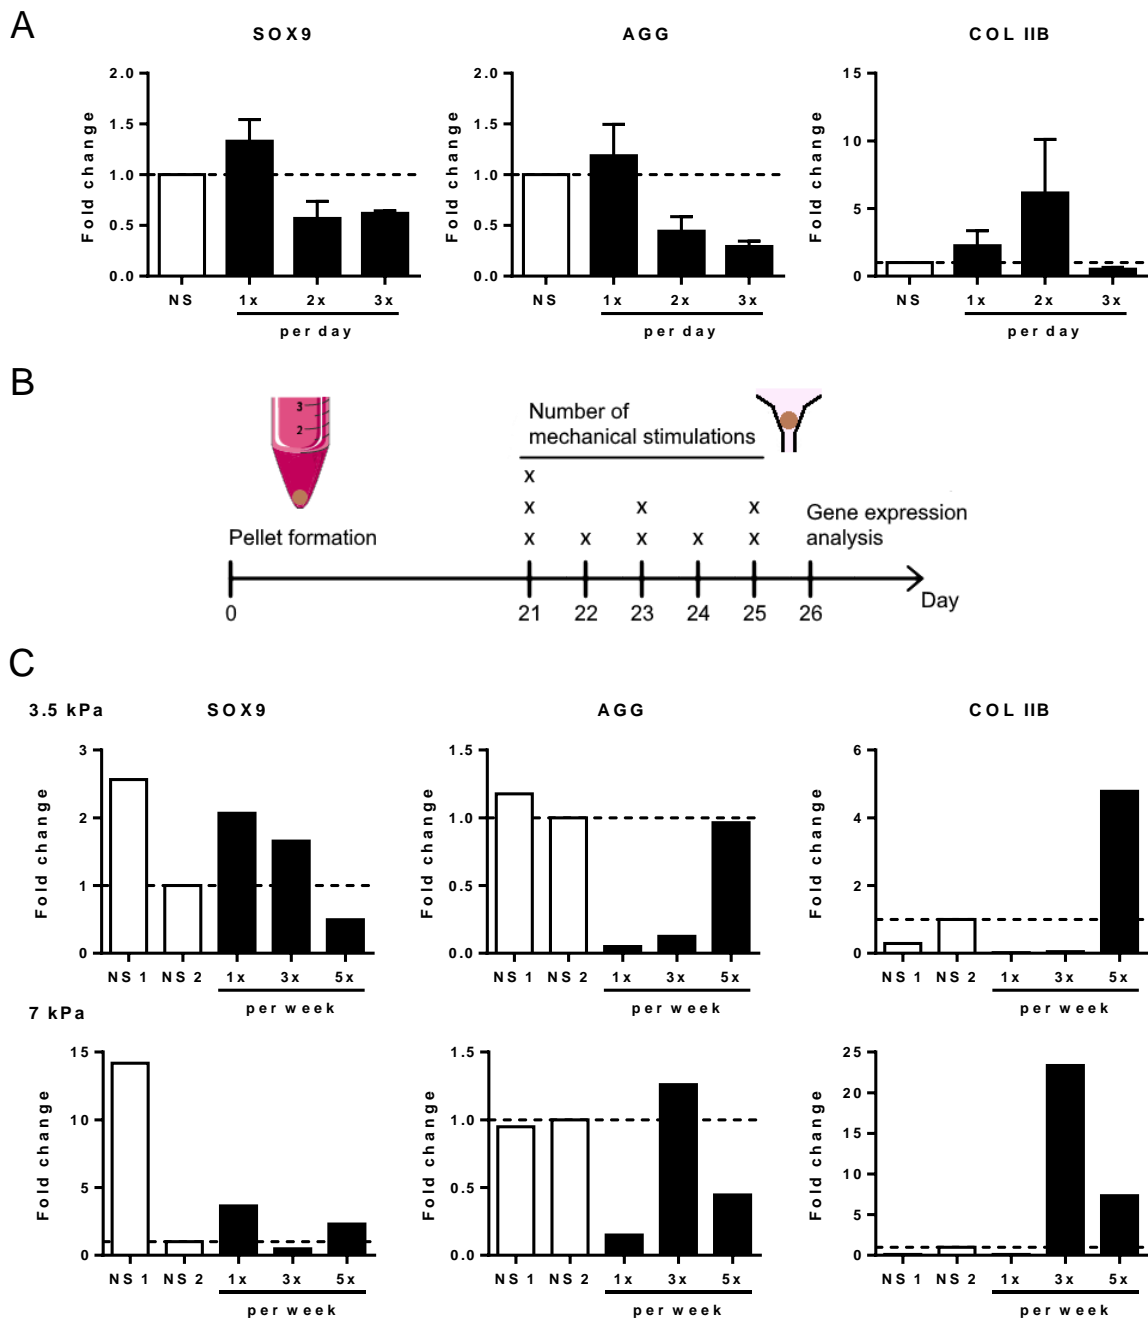 A
SOX9
AGG
COL IIB
Fold change
2.0
1.5
1.0
0.5
0.0
NS
1x
2x
3x
per day
Fold change
2.0
1.5
1.0
0.5
0.0
NS
1x
2x
3x
per day
Fold change
15
10
5
0
NS
1x
2x
3x
per day
B
3
2
Pellet formation
Number of
mechanical stimulations
x
x x x
x x x x x
Gene expression
analysis
0 21 22 23 24 25 26
Day
C
3.5 kPa
SOX9
AGG
COL IIB
Fold change
3
2
1
0
NS 1
NS 2
1x
3x
5x
per week
Fold change
1.5
1.0
0.5
0.0
NS 1
NS 2
1x
3x
5x
per week
Fold change
6
4
2
0
NS 1
NS 2
1x
3x
5x
per week
7 kPa
Fold change
15
10
5
0
NS 1
NS 2
1x
3x
5x
per week
Fold change
1.5
1.0
0.5
0.0
NS 1
NS 2
1x
3x
5x
per week
Fold change
25
20
15
10
5
0
NS 1
NS 2
1x
3x
5x
per week